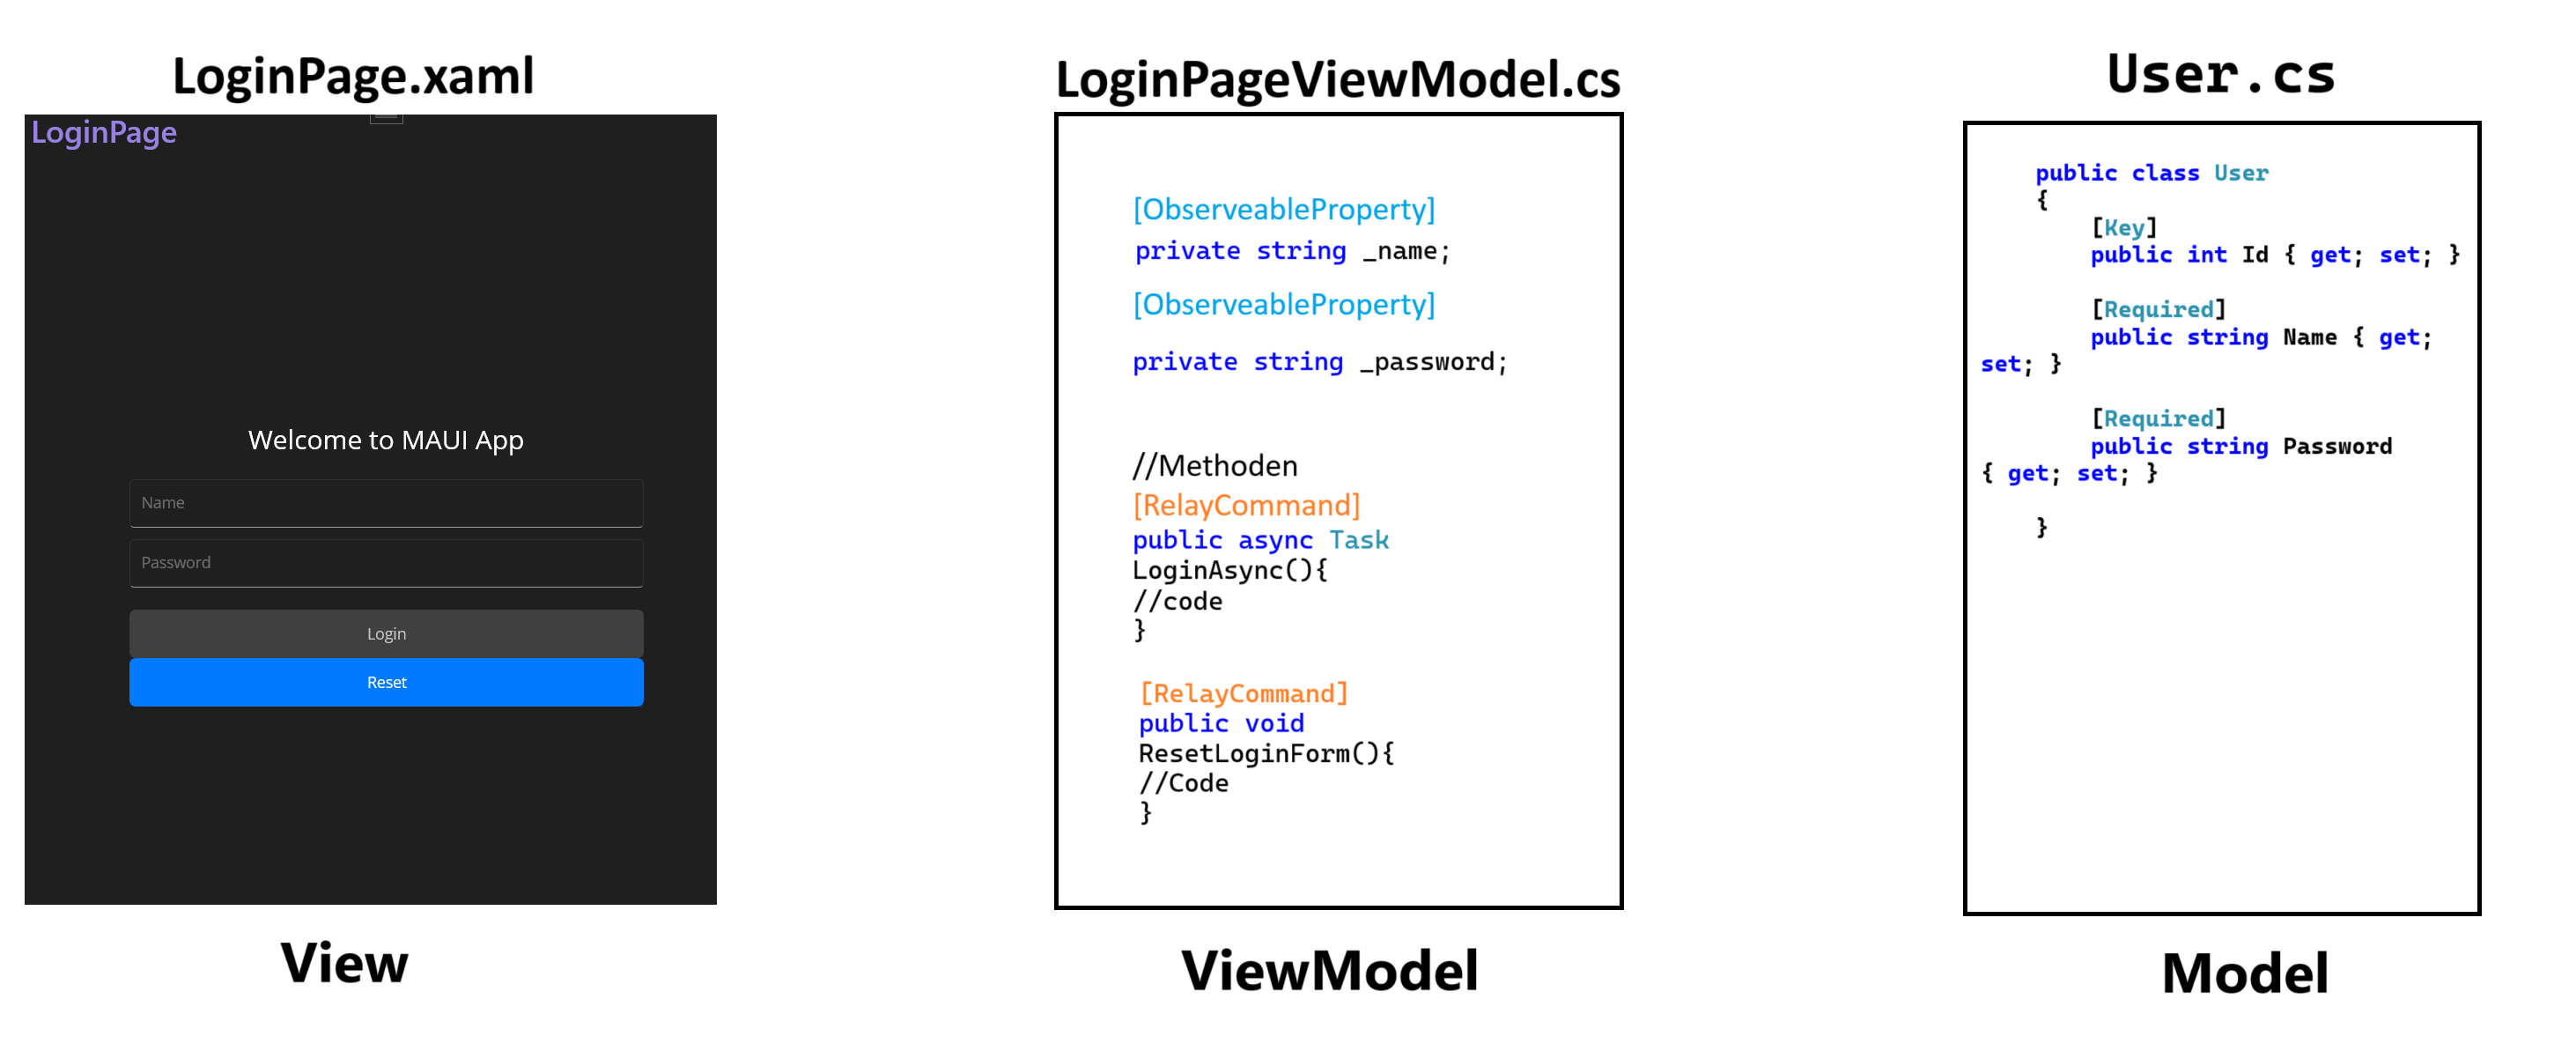 LoginPage.xaml
LoginPage
Welcome to MAUI App
Name
Password
Login
Reset
View
LoginPageViewModel.cs
[ObserveableProperty]
private string _name;
[ObserveableProperty]
private string _password;
//Methoden
[RelayCommand]
public async Task
LoginAsync(){
//code
}
[RelayCommand]
public void
ResetLoginForm(){
//Code
}
ViewModel
User.cs
public class User
{
[Key]
public int Id { get; set; }
[Required]
public string Name { get;
set; }
[Required]
public string Password
{ get; set; }
}
Model